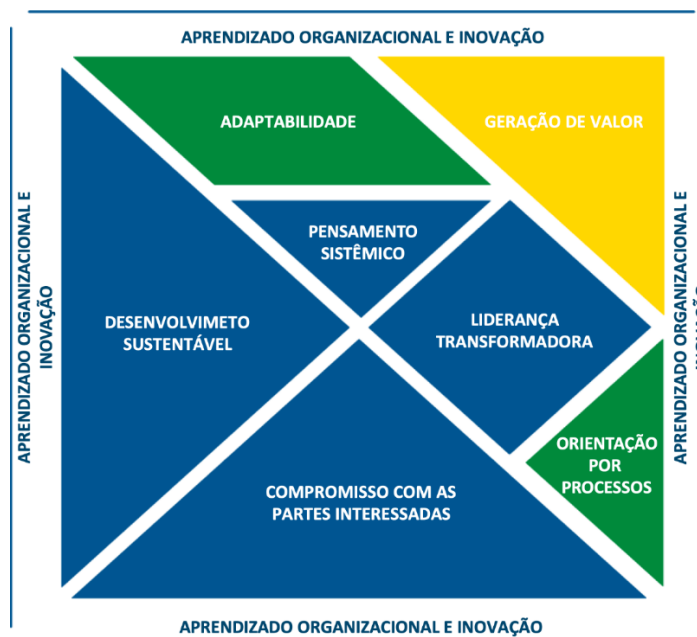 APRENDIZADO ORGANIZACIONAL E INOVAÇÃO
ADAPTABILIDADE
GERAÇÃO DE VALOR
PENSAMENTO
SISTÊMICO
DESENVOLVIMETO
SUSTENTÁVEL
LIDERANÇA
TRANSFORMADORA
ORIENTAÇÃO
POR
PROCESSOS
COMPROMISSO COM AS
PARTES INTERESSADAS
APRENDIZADO ORGANIZACIONAL E
INOVAÇÃO
APRENDIZADO ORGANIZACIONAL E
APRENDIZADO ORGANIZACIONAL E INOVAÇÃO